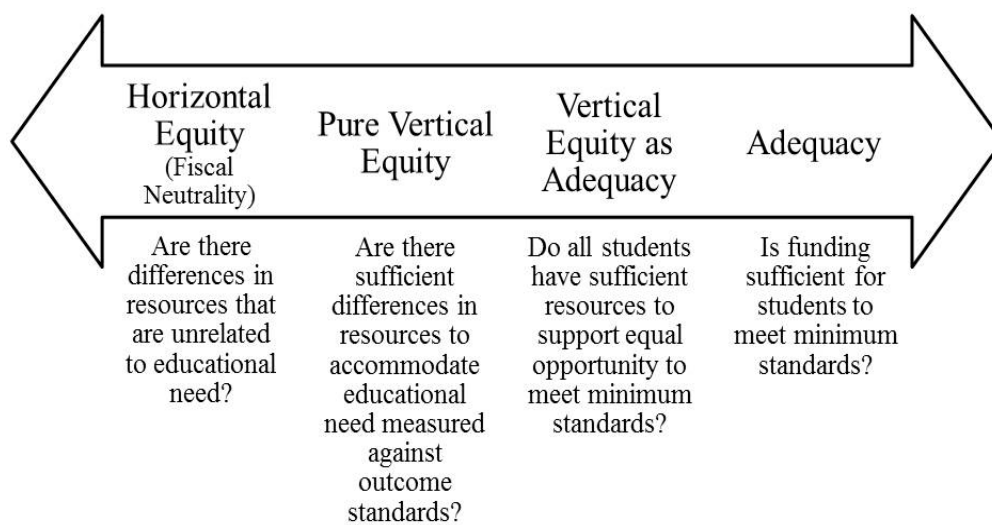 Horizontal
Equity
(Fiscal
Neutrality)
Pure Vertical
Equity
Vertical
Equity as
Adequacy
Adequacy
Are there
differences in
resources that
are unrelated
to educational
need?
Are there
sufficient
differences in
resources to
accommodate
educational
need measured
against
outcome
standards?
Do all students
have sufficient
resources to
support equal
opportunity to
meet minimum
standards?
Is funding
sufficient for
students to
meet minimum
standards?